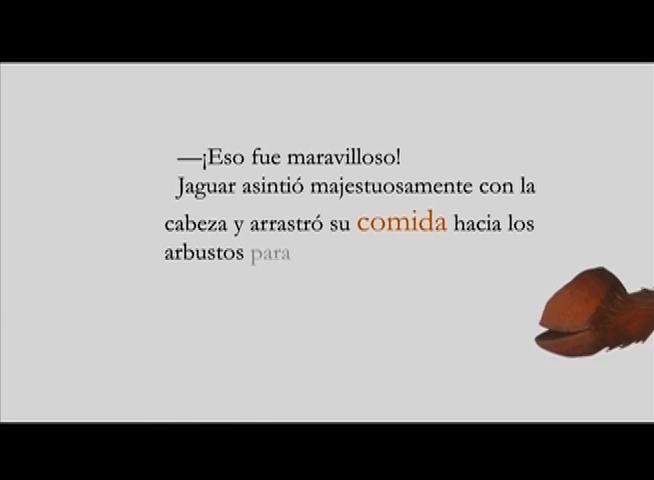 —¡Eso fue maravilloso!
Jaguar asintió majestuosamente con la
cabeza y arrastró su comida hacia los
arbustos para